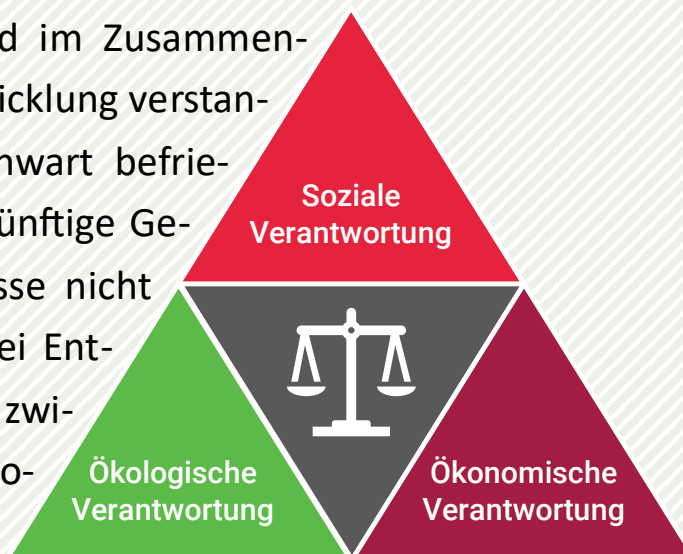 d im Zusammen-
icklung verstan-
nwart befrie-
ünftige Ge-
sse nicht
ei Ent-
zwi-
o-
Soziale
Verantwortung
Ökologische
Verantwortung
Ökonomische
Verantwortung